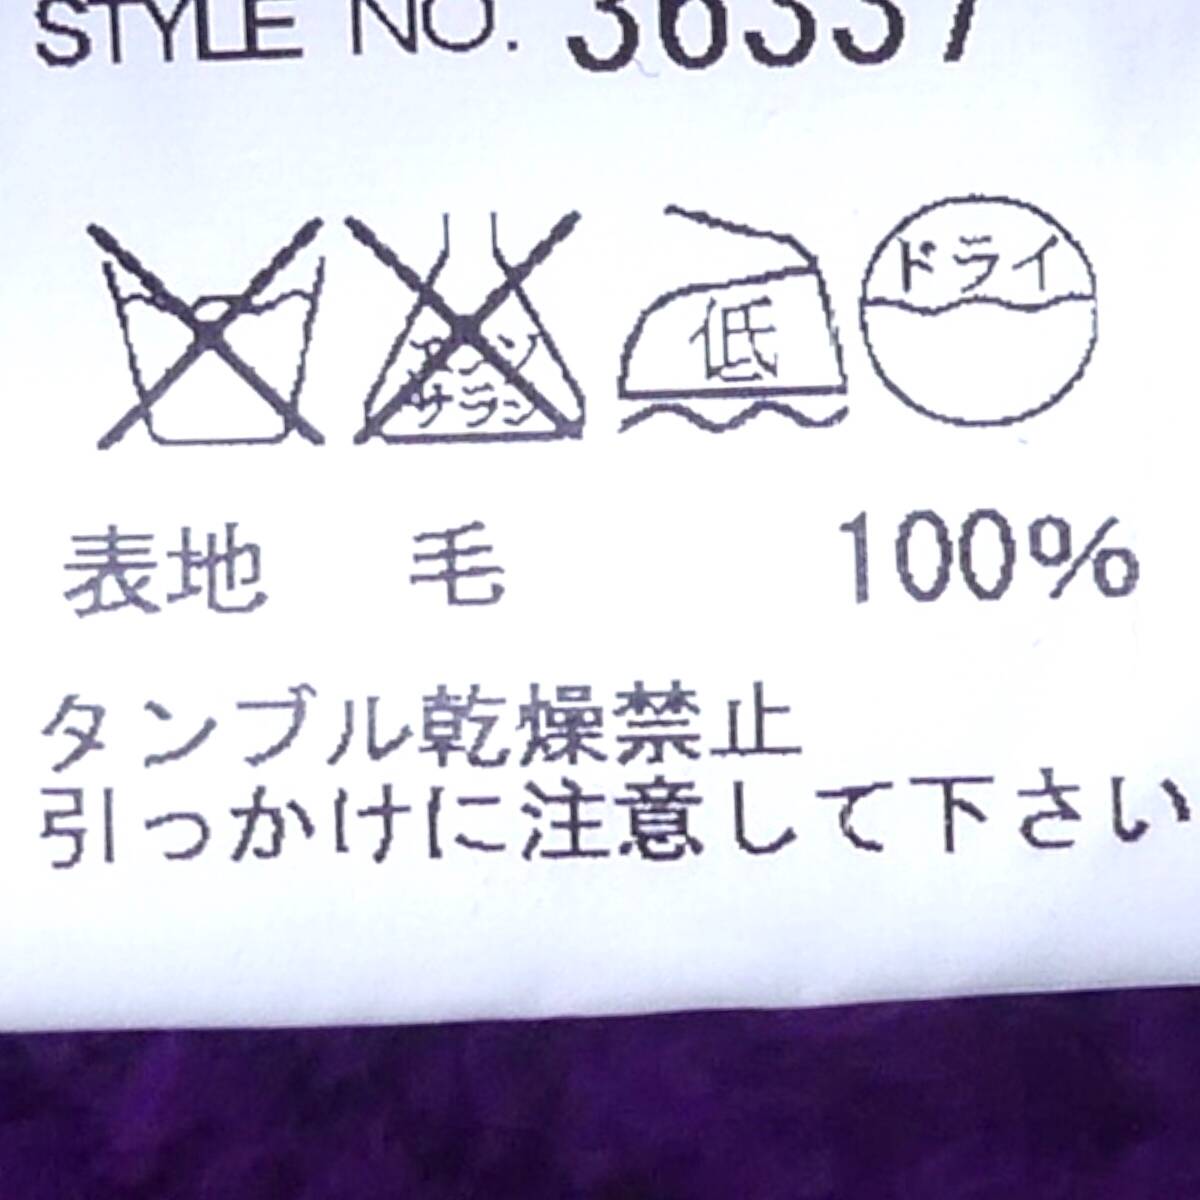 STYLE NO. 36337
エンソ
サラシ
低
ドライ
表地 毛 100%
タンブル乾燥禁止
引っかけに注意して下さい